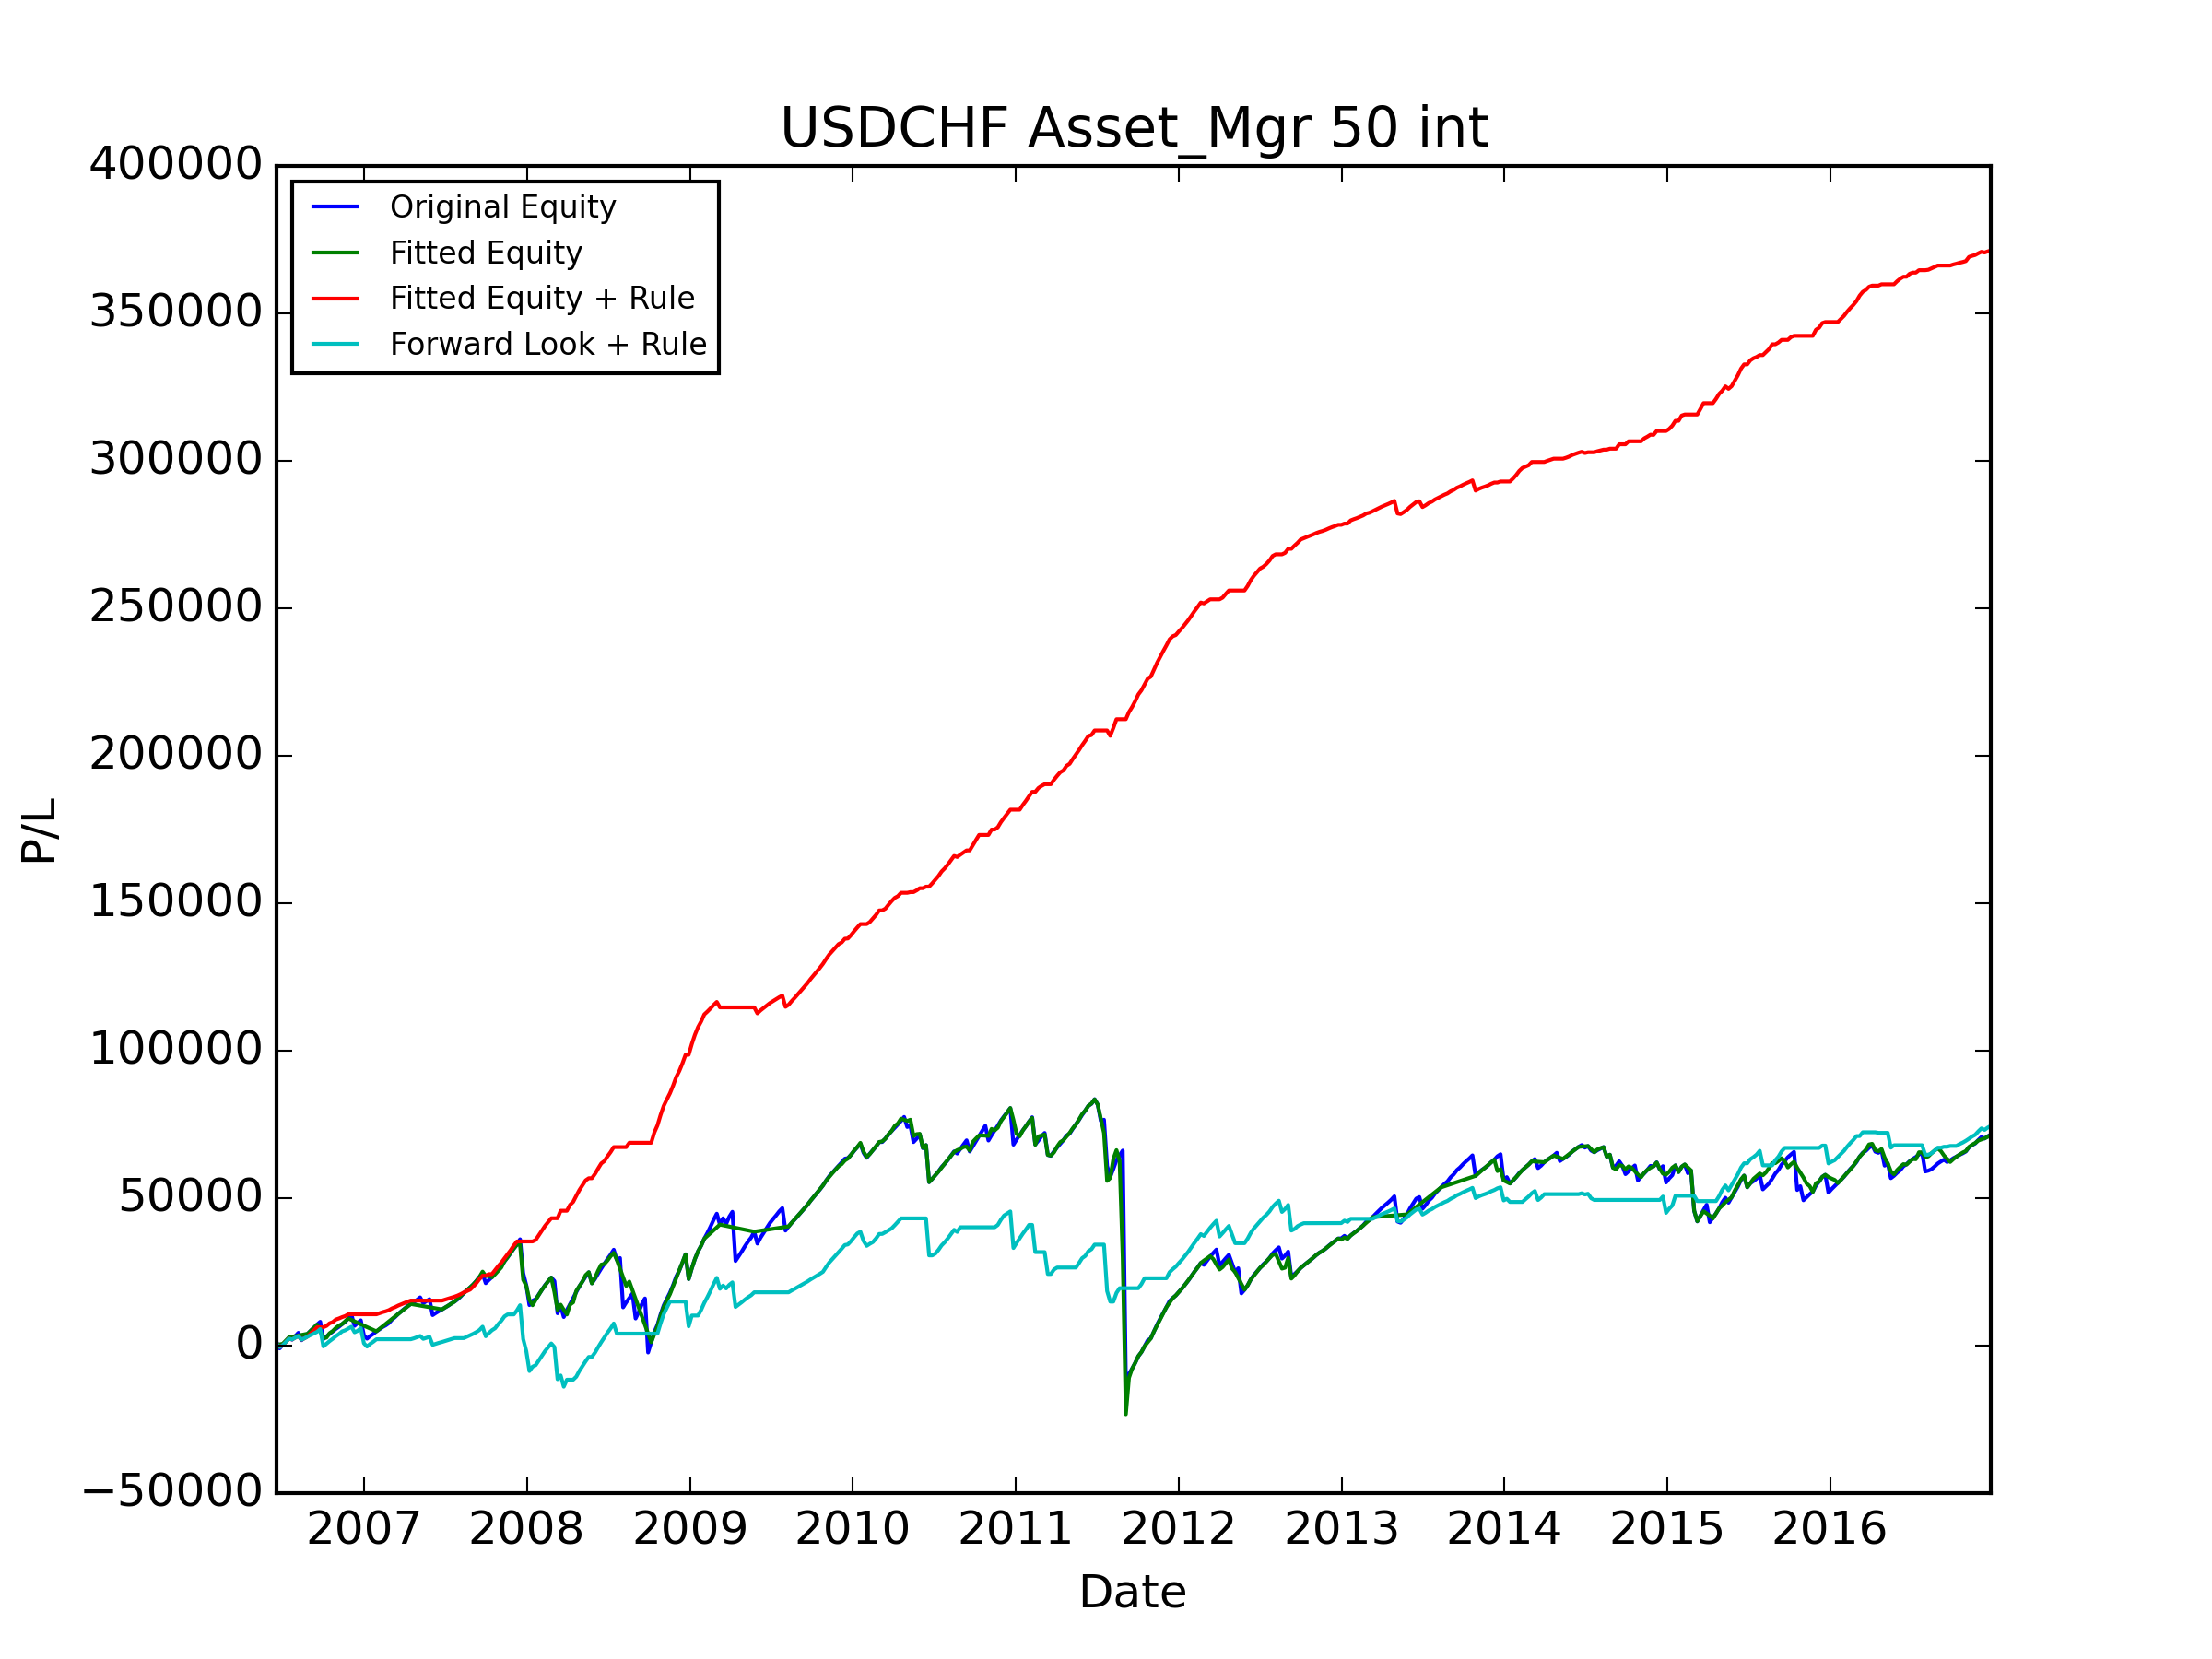 USDCHF Asset_Mgr 50 int
400000
350000
300000
250000
200000
150000
100000
50000
0
−50000
P/L
Original Equity
Fitted Equity
Fitted Equity + Rule
Forward Look + Rule
2007 2008 2009 2010 2011 2012 2013 2014 2015 2016
Date